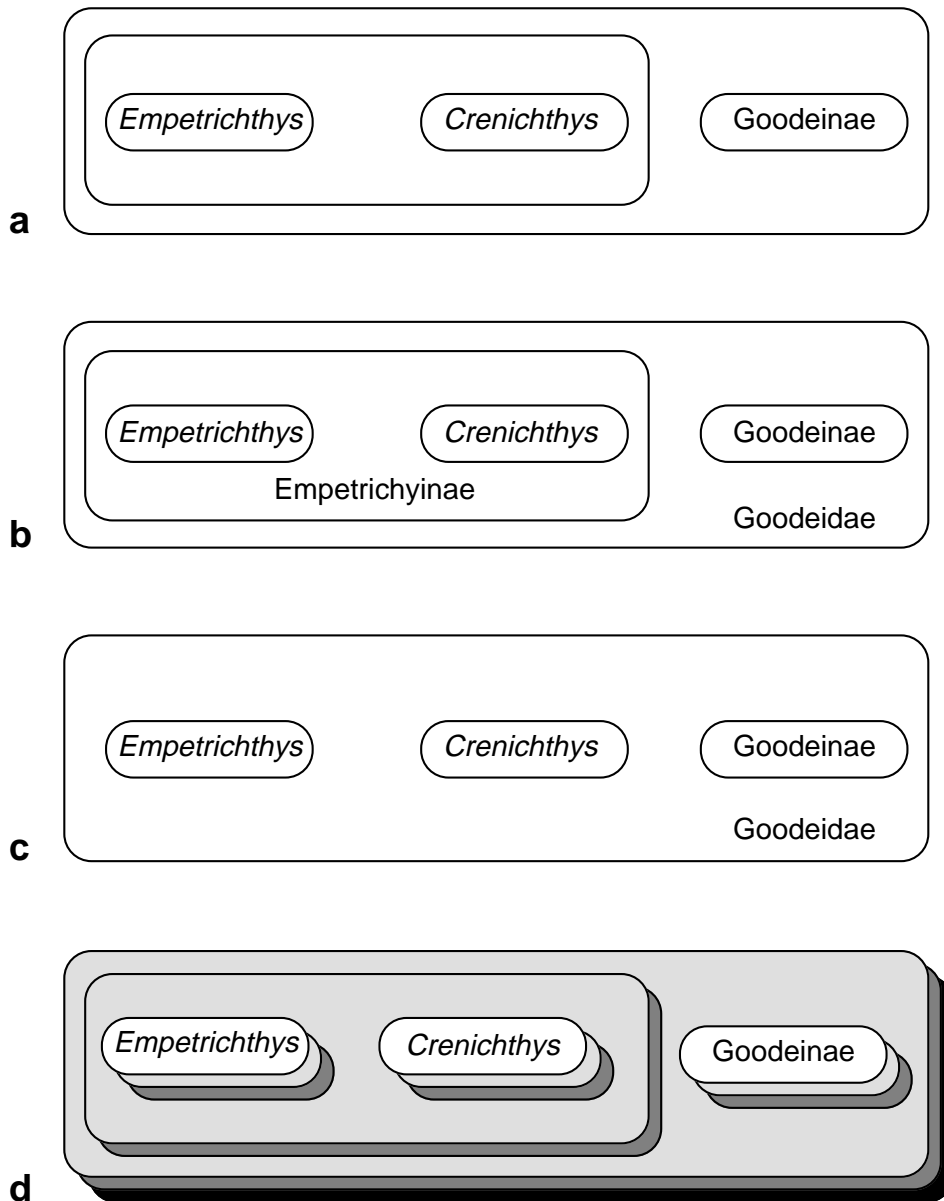 Empetrichthys Crenichthys Goodeinae
a
Empetrichthys Crenichthys Goodeinae
Empetrichyinae
Goodeidae
b
Empetrichthys Crenichthys Goodeinae
Goodeidae
c
Empetrichthys Crenichthys Goodeinae
d